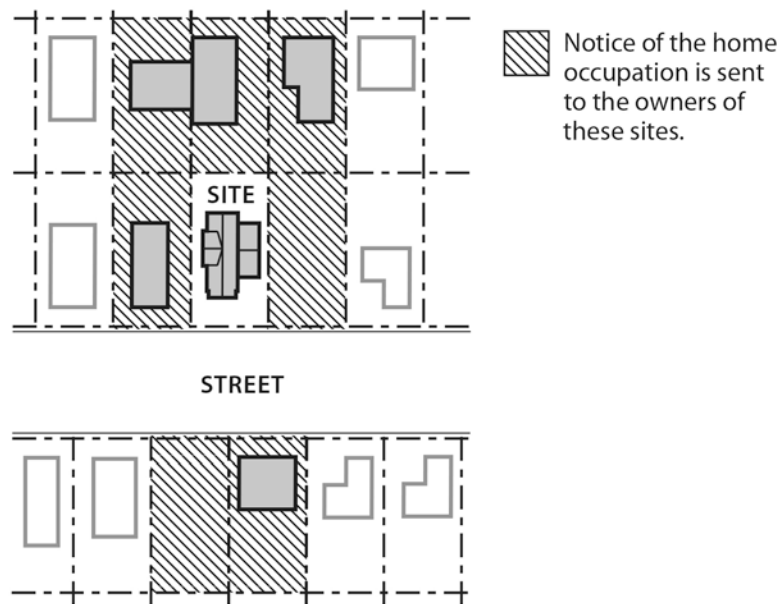 Notice of the home
occupation is sent
to the owners of
these sites.
SITE
STREET